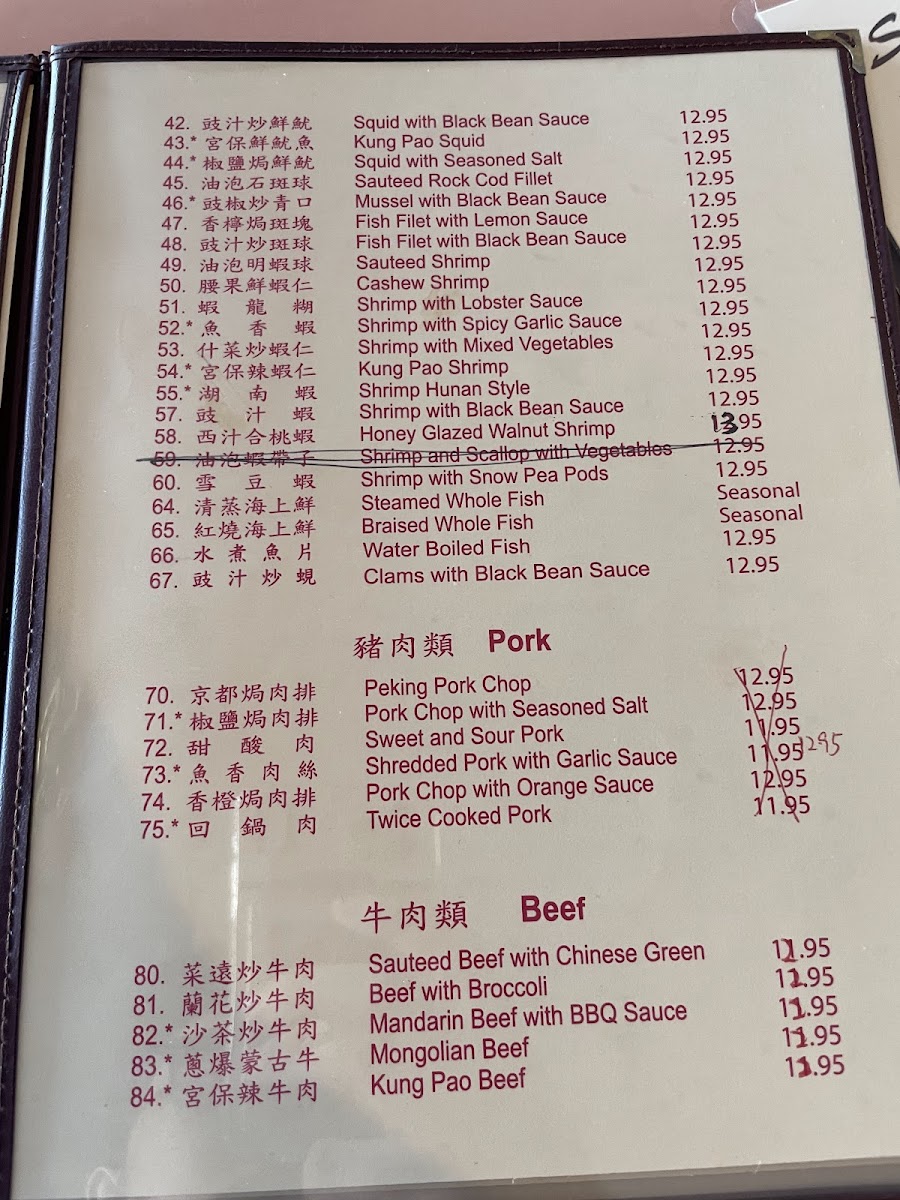 42. 豉汁炒鮮魷 Squid with Black Bean Sauce 12.95
43.* 宮保鮮魷魚 Kung Pao Squid 12.95
44.* 椒鹽焗鮮魷 Squid with Seasoned Salt 12.95
45. 油泡石斑球 Sauteed Rock Cod Fillet 12.95
46.* 豉椒炒青口 Mussel with Black Bean Sauce 12.95
47. 香檸焗斑塊 Fish Filet with Lemon Sauce 12.95
48. 豉汁炒斑球 Fish Filet with Black Bean Sauce 12.95
49. 油泡明蝦球 Sauteed Shrimp 12.95
50. 腰果鮮蝦仁 Cashew Shrimp 12.95
51. 蝦龍糊 Shrimp with Lobster Sauce 12.95
52.* 魚香蝦 Shrimp with Spicy Garlic Sauce 12.95
53. 什菜炒蝦仁 Shrimp with Mixed Vegetables 12.95
54.* 宮保辣蝦仁 Kung Pao Shrimp 12.95
55.* 湖南蝦 Shrimp Hunan Style 12.95
57. 豉汁蝦 Shrimp with Black Bean Sauce 12.95
58. 西汁合桃蝦 Honey Glazed Walnut Shrimp 13.95
59. 油泡蝦帶子 Shrimp and Scallop with Vegetables 12.95
60. 雪豆蝦 Shrimp with Snow Pea Pods 12.95
64. 清蒸海上鮮 Steamed Whole Fish Seasonal
65. 紅燒海上鮮 Braised Whole Fish Seasonal
66. 水煮魚片 Water Boiled Fish 12.95
67. 豉汁炒蜆 Clams with Black Bean Sauce 12.95
豬肉類 Pork
70. 京都焗肉排 Peking Pork Chop 12.95
71.* 椒鹽焗肉排 Pork Chop with Seasoned Salt 12.95
72. 甜酸肉 Sweet and Sour Pork 11.95
73.* 魚香肉絲 Shredded Pork with Garlic Sauce 11.95 1295
74. 香橙焗肉排 Pork Chop with Orange Sauce 12.95
75.* 回鍋肉 Twice Cooked Pork 11.95
牛肉類 Beef
80. 菜遠炒牛肉 Sauteed Beef with Chinese Green 12.95
81. 蘭花炒牛肉 Beef with Broccoli 12.95
82.* 沙茶炒牛肉 Mandarin Beef with BBQ Sauce 12.95
83.* 蔥爆蒙古牛 Mongolian Beef 12.95
84.* 宮保辣牛肉 Kung Pao Beef 12.95